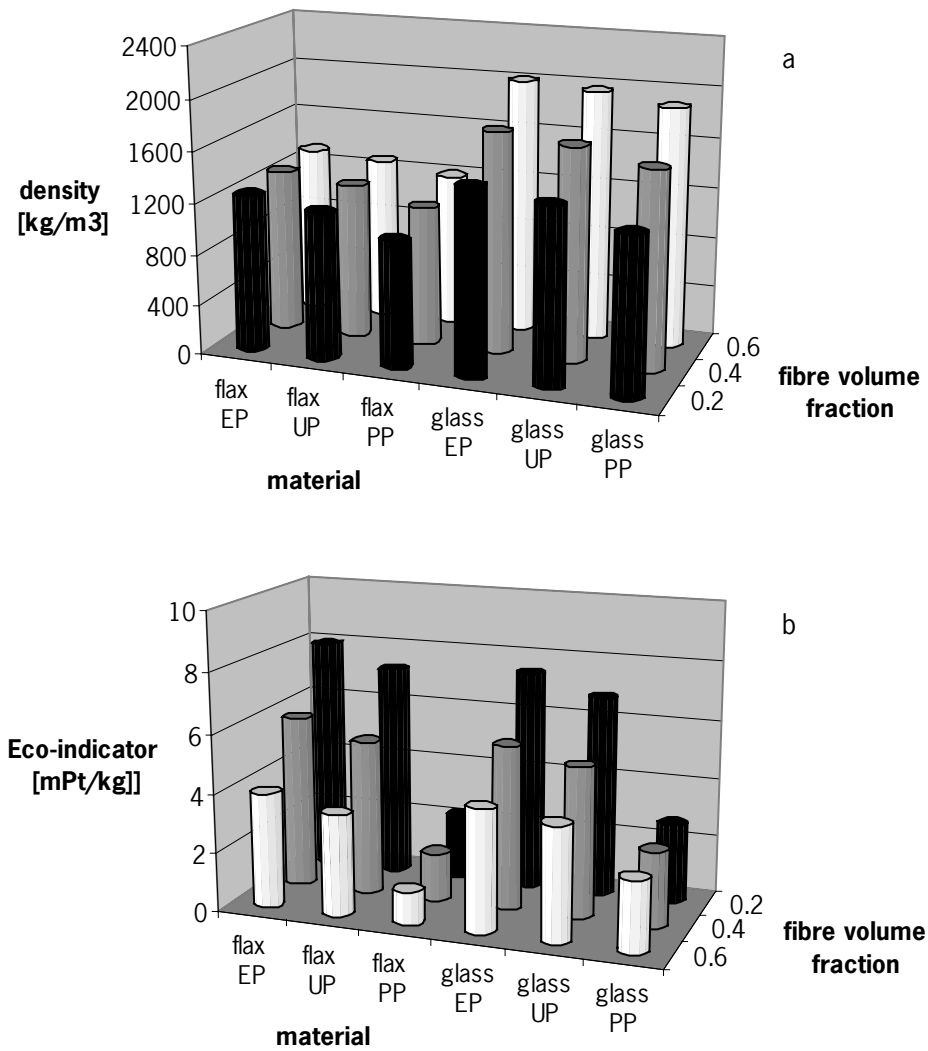 a
2400
2000
1600
1200
800
400
0
density
[kg/m3]
0.6
0.4
0.2
fibre volume
fraction
flax
EP
flax
UP
flax
PP
glass
EP
glass
UP
glass
PP
material
b
10
8
6
4
2
0
Eco-indicator
[mPt/kg]]
0.2
0.4
0.6
fibre volume
fraction
flax
EP
flax
UP
flax
PP
glass
EP
glass
UP
glass
PP
material